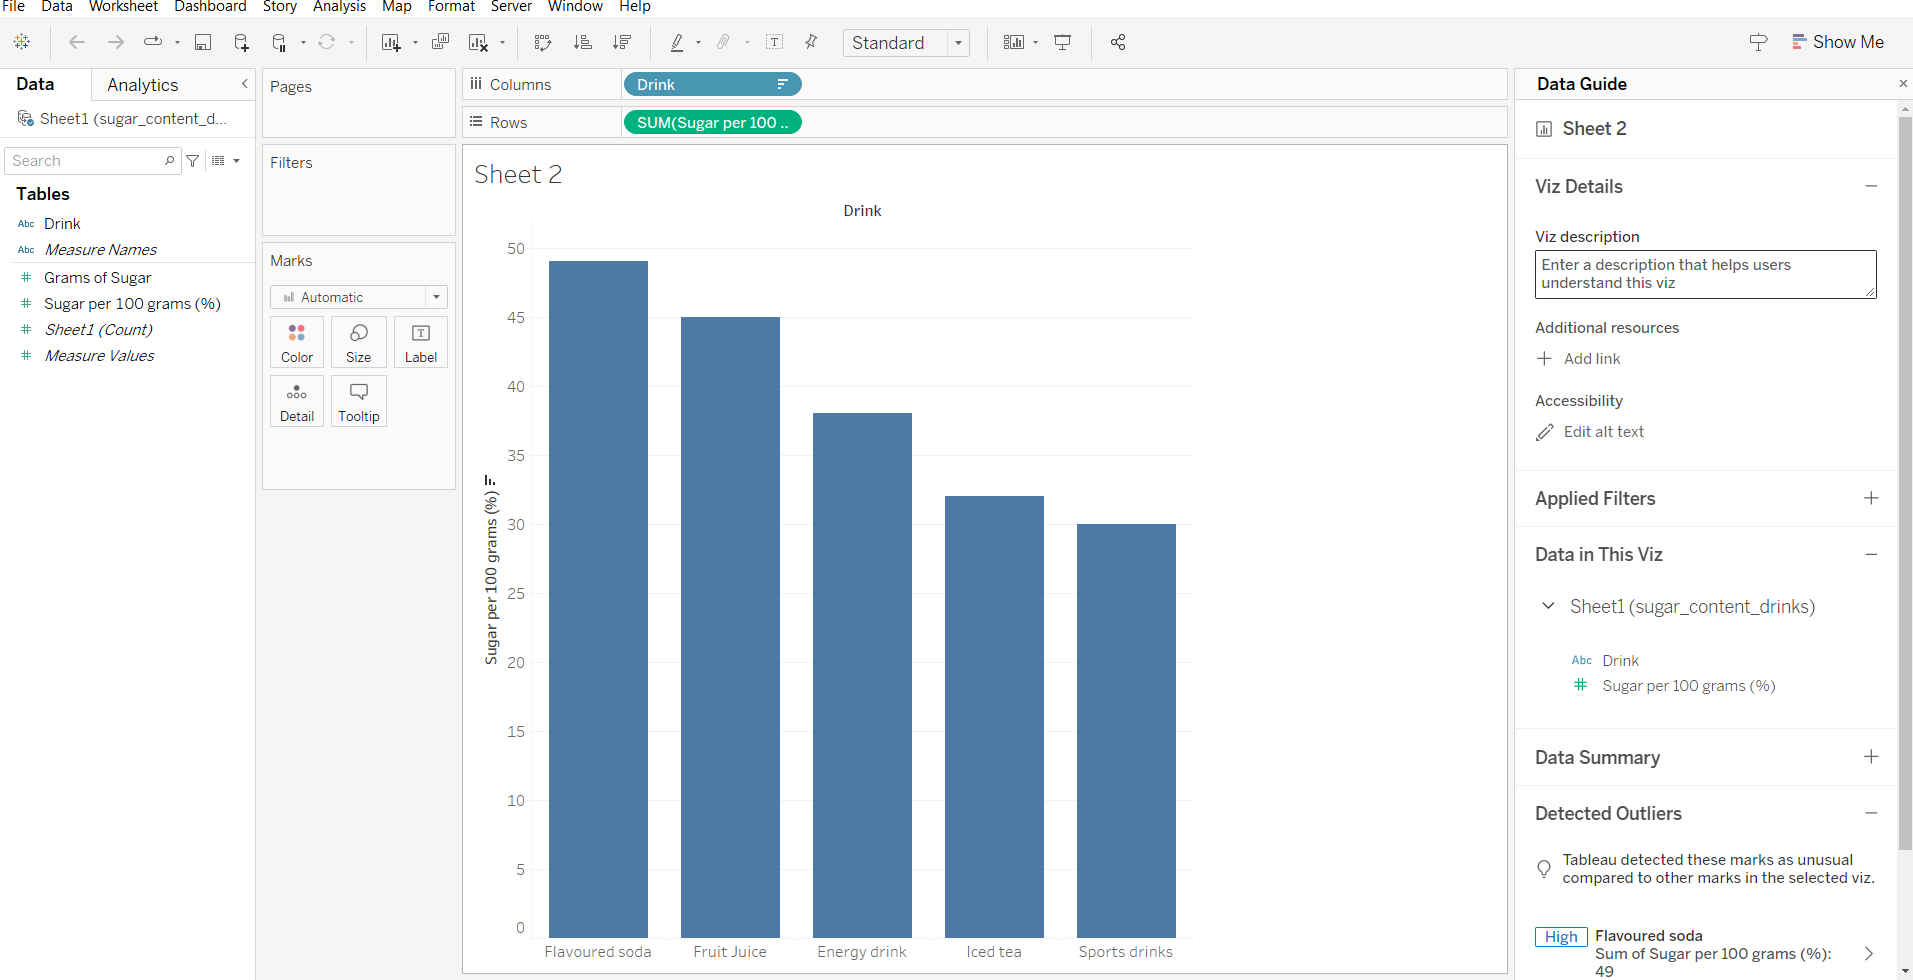 File Data Worksheet Dashboard Story Analysis Map Format Server Window Help
Standard
Show Me
Data
Analytics
Sheet1 (sugar_content_d...
Search
Tables
Abc Drink
Abc Measure Names
# Grams of Sugar
# Sugar per 100 grams (%)
# Sheet1 (Count)
# Measure Values
Pages
Filters
Marks
Automatic
Color
Size
T
Label
Detail
Tooltip
Columns
Drink
Rows
SUM(Sugar per 100 ..
Sheet 2
Drink
Sugar per 100 grams (%)
50
45
40
35
30
25
20
15
10
5
0
Flavoured soda
Fruit Juice
Energy drink
Iced tea
Sports drinks
Data Guide
Sheet 2
Viz Details
Viz description
Enter a description that helps users
understand this viz
Additional resources
Add link
Accessibility
Edit alt text
Applied Filters
Data in This Viz
Sheet1 (sugar_content_drinks)
Abc Drink
# Sugar per 100 grams (%)
Data Summary
Detected Outliers
Tableau detected these marks as unusual
compared to other marks in the selected viz.
High
Flavoured soda
Sum of Sugar per 100 grams (%):
49